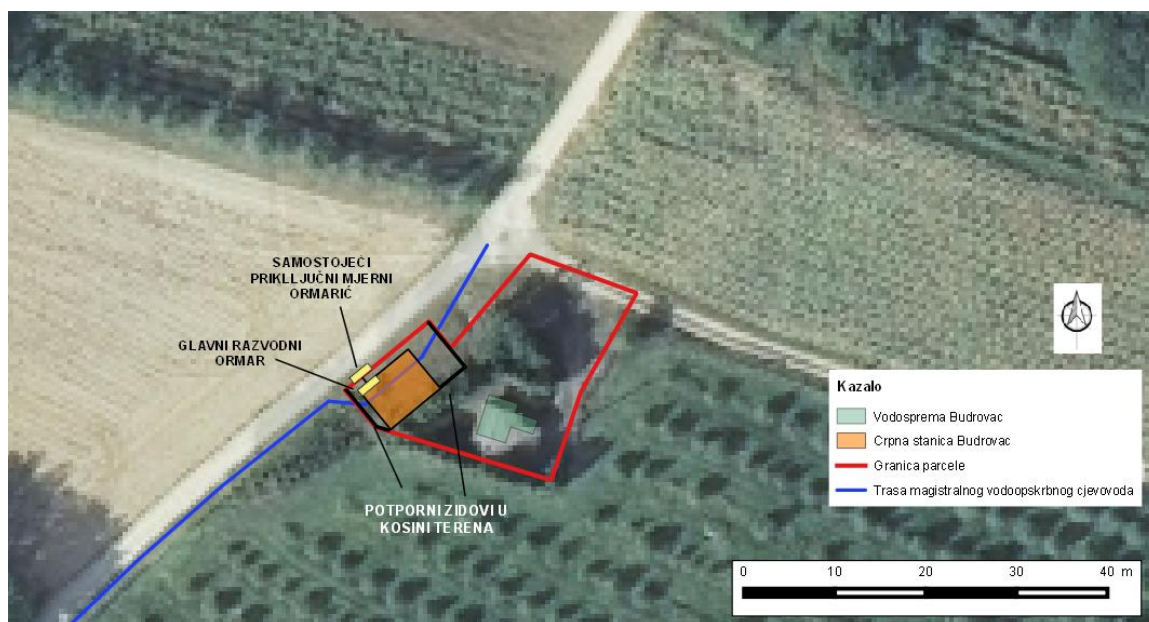 SAMOSTOJEĆI
PRIKLLJUČNI MJERNI
ORMARIĆ
GLAVNI RAZVODNI
ORMAR
POTPORNI ZIDOVI U
KOSINI TERENA
Kazalo
Vodosprema Budrovac
Crpna stanica Budrovac
Granica parcele
Trasa magistralnog vodoopskrbnog cjevovoda
0 10 20 30 40 m